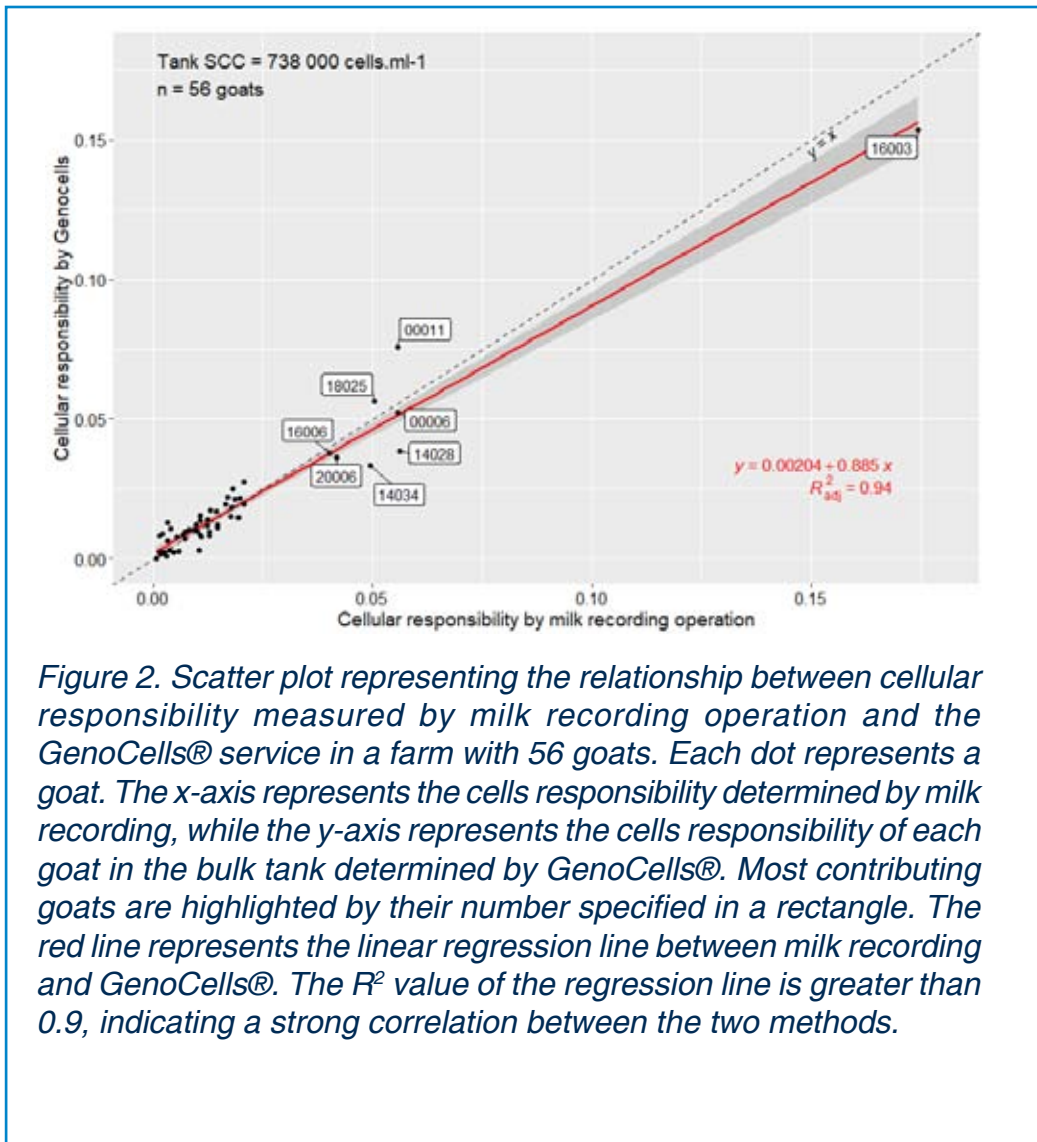 Tank SCC = 738 000 cells.ml-1
n = 56 goats
Cellular responsibility by Genocells
0.15
0.10
0.05
0.00
y = x
16003
00011
18025
00006
16006
14028
20006
14034
y = 0.00204 + 0.885 x
R²adj = 0.94
0.00 0.05 0.10 0.15
Cellular responsibility by milk recording operation
Figure 2. Scatter plot representing the relationship between cellular
responsibility measured by milk recording operation and the
GenoCells® service in a farm with 56 goats. Each dot represents a
goat. The x-axis represents the cells responsibility determined by milk
recording, while the y-axis represents the cells responsibility of each
goat in the bulk tank determined by GenoCells®. Most contributing
goats are highlighted by their number specified in a rectangle. The
red line represents the linear regression line between milk recording
and GenoCells®. The R² value of the regression line is greater than
0.9, indicating a strong correlation between the two methods.